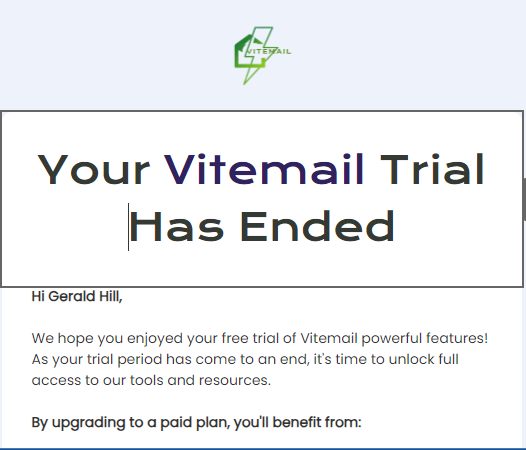 VITEMAIL
Your Vitemail Trial
Has Ended
Hi Gerald Hill,
We hope you enjoyed your free trial of Vitemail powerful features!
As your trial period has come to an end, it's time to unlock full
access to our tools and resources.
By upgrading to a paid plan, you'll benefit from: